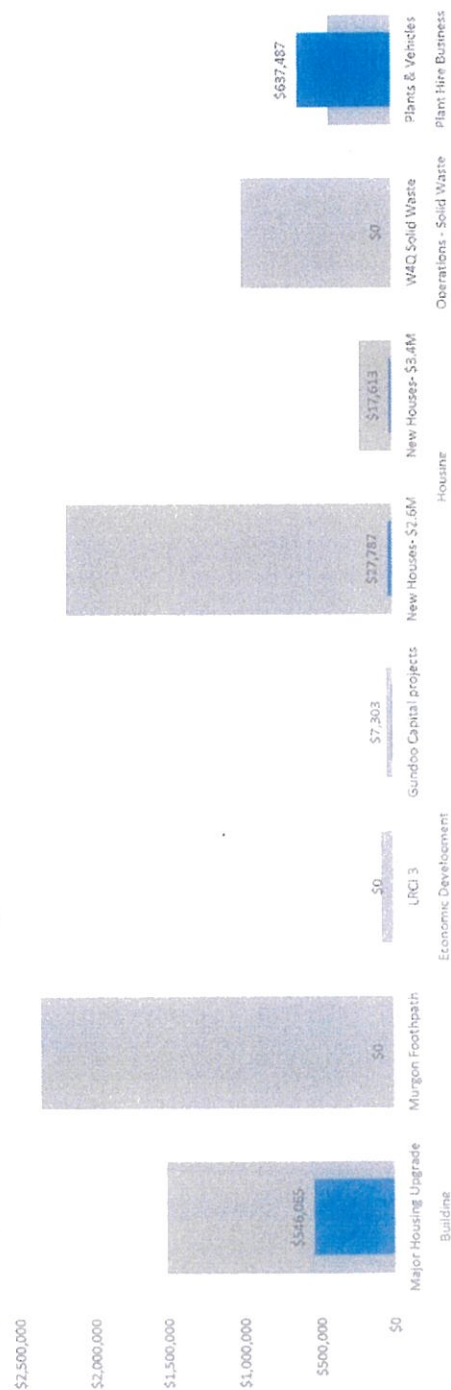 $2,500,000
$2,000,000
$1,500,000
$1,000,000
$500,000
$0
$546,065
$0
$0
$7,303
$27,787
$17,613
$0
$637,487
Major Housing Upgrade
Murgon Foothpath
LRCI 3
Gundoo Capital projects
New Houses- $2.6M
New Houses- $3.4M
W4Q Solid Waste
Plants & Vehicles
Building
Economic Development
Housing
Operations - Solid Waste
Plant Hire Business